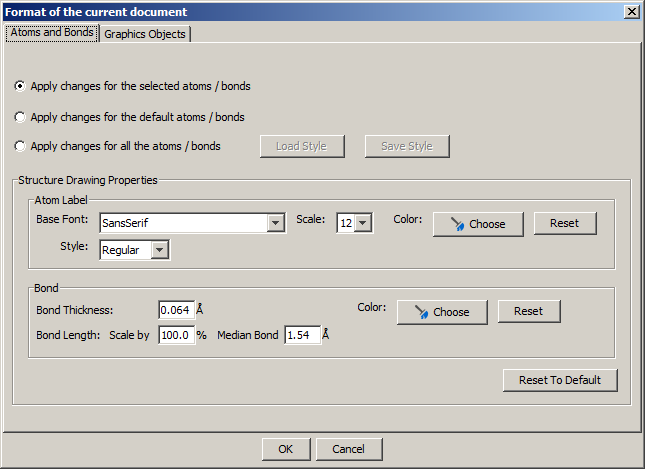 Format of the current document
Atoms and Bonds Graphics Objects
Apply changes for the selected atoms / bonds
Apply changes for the default atoms / bonds
Apply changes for all the atoms / bonds Load Style Save Style
Structure Drawing Properties
Atom Label
Base Font: SansSerif Scale: 12 Color: Choose Reset
Style: Regular
Bond
Bond Thickness: 0.064 Å Color: Choose Reset
Bond Length: Scale by 100.0 % Median Bond 1.54 Å
Reset To Default
OK Cancel